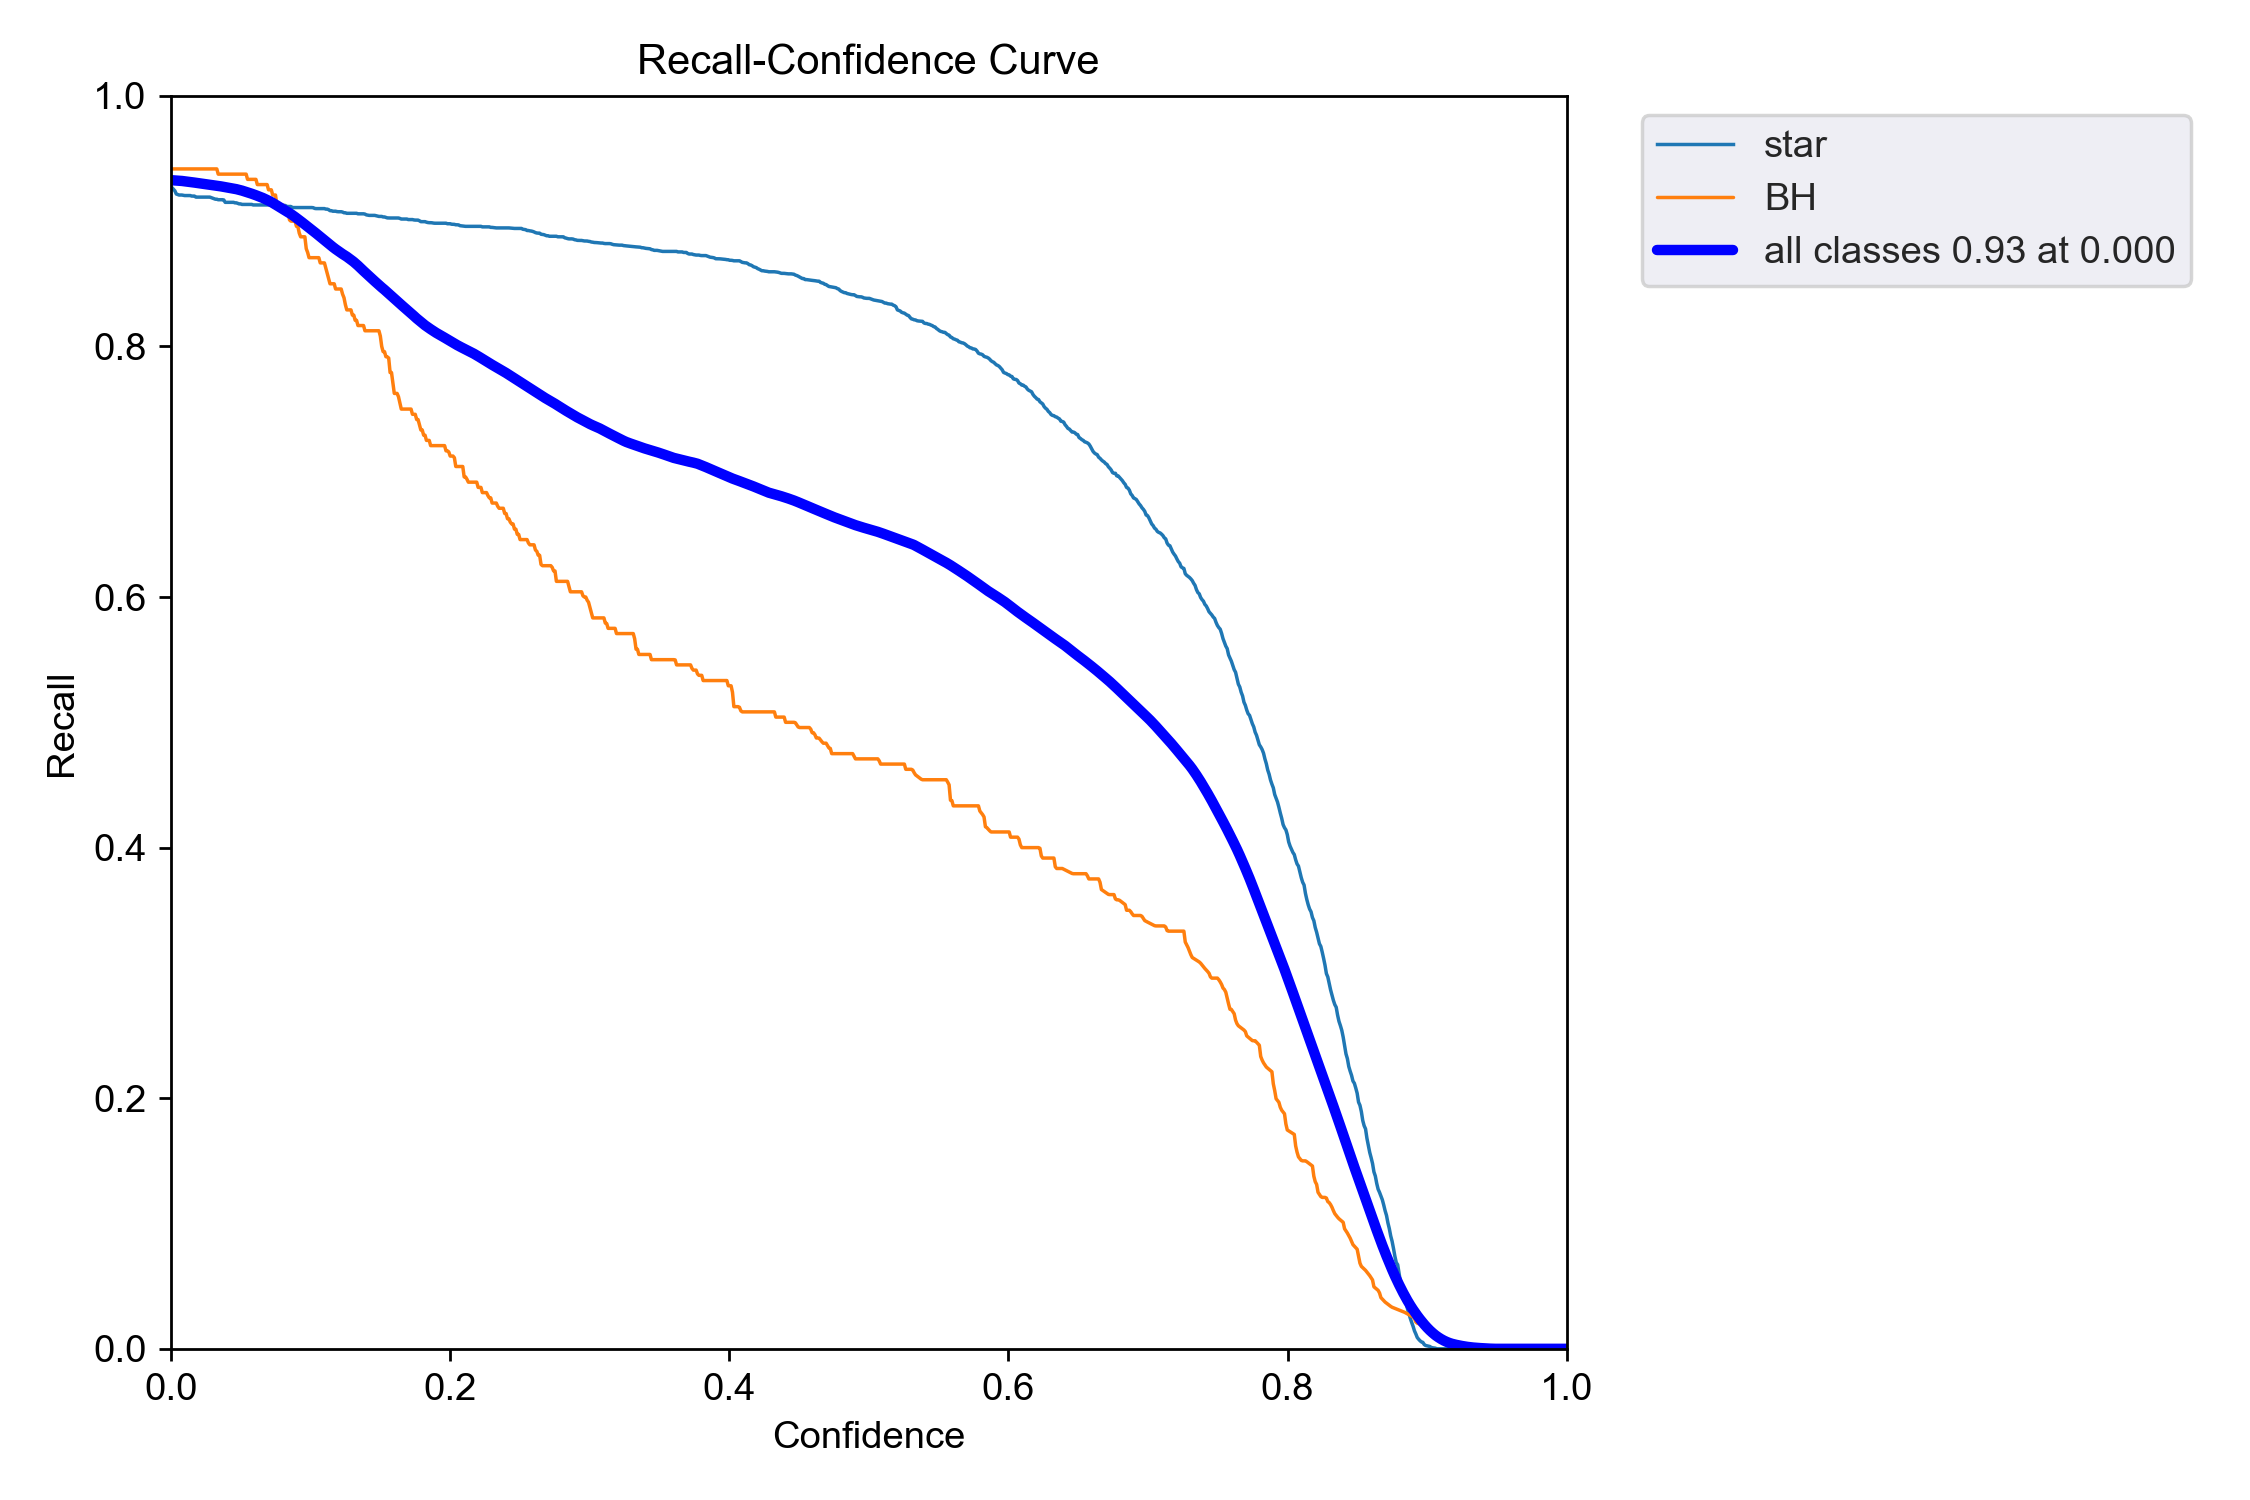 Recall-Confidence Curve
1.0
0.8
0.6
0.4
0.2
0.0
Recall
0.0 0.2 0.4 0.6 0.8 1.0
Confidence
star
BH
all classes 0.93 at 0.000